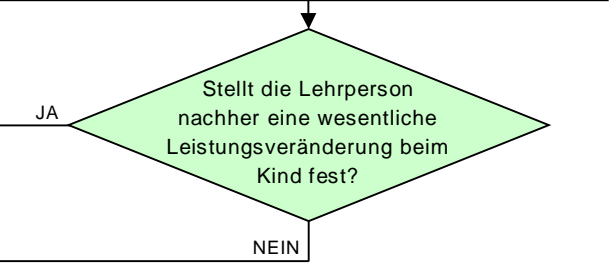 Stellt die Lehrperson
JA
nachher eine wesentliche
Leistungsveränderung beim
Kind fest?
NEIN